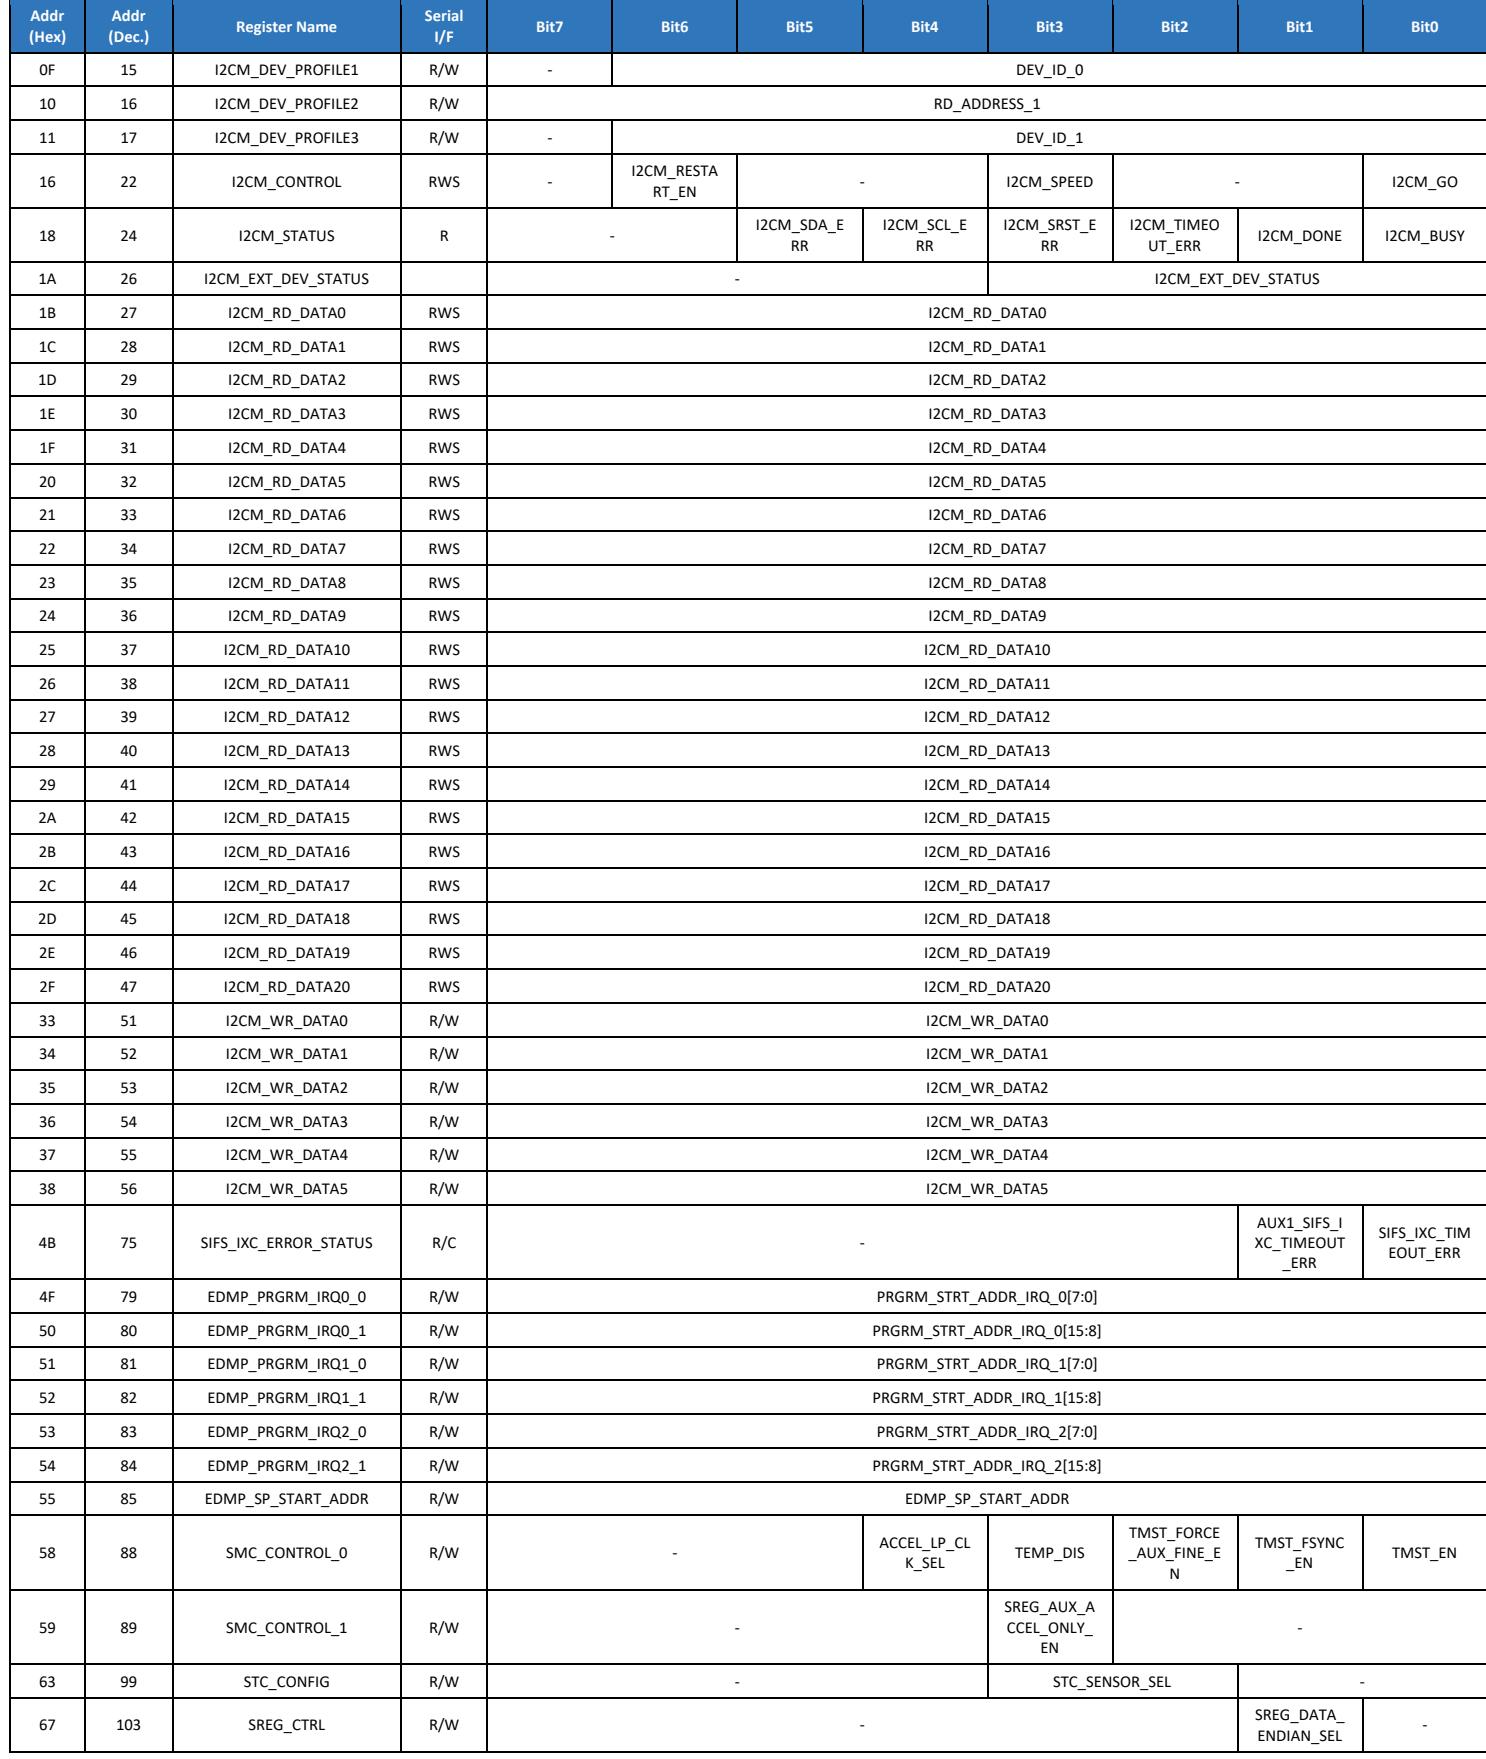 Addr (Hex) Addr (Dec.) Register Name Serial I/F Bit7 Bit6 Bit5 Bit4 Bit3 Bit2 Bit1 Bit0
0F 15 I2CM_DEV_PROFILE1 R/W - DEV_ID_0
10 16 I2CM_DEV_PROFILE2 R/W RD_ADDRESS_1
11 17 I2CM_DEV_PROFILE3 R/W - DEV_ID_1
16 22 I2CM_CONTROL RWS - I2CM_RESTART_EN - I2CM_SPEED - I2CM_GO
18 24 I2CM_STATUS R - I2CM_SDA_ERR I2CM_SCL_ERR I2CM_SRST_ERR I2CM_TIMEOUT_ERR I2CM_DONE I2CM_BUSY
1A 26 I2CM_EXT_DEV_STATUS - I2CM_EXT_DEV_STATUS
1B 27 I2CM_RD_DATA0 RWS I2CM_RD_DATA0
1C 28 I2CM_RD_DATA1 RWS I2CM_RD_DATA1
1D 29 I2CM_RD_DATA2 RWS I2CM_RD_DATA2
1E 30 I2CM_RD_DATA3 RWS I2CM_RD_DATA3
1F 31 I2CM_RD_DATA4 RWS I2CM_RD_DATA4
20 32 I2CM_RD_DATA5 RWS I2CM_RD_DATA5
21 33 I2CM_RD_DATA6 RWS I2CM_RD_DATA6
22 34 I2CM_RD_DATA7 RWS I2CM_RD_DATA7
23 35 I2CM_RD_DATA8 RWS I2CM_RD_DATA8
24 36 I2CM_RD_DATA9 RWS I2CM_RD_DATA9
25 37 I2CM_RD_DATA10 RWS I2CM_RD_DATA10
26 38 I2CM_RD_DATA11 RWS I2CM_RD_DATA11
27 39 I2CM_RD_DATA12 RWS I2CM_RD_DATA12
28 40 I2CM_RD_DATA13 RWS I2CM_RD_DATA13
29 41 I2CM_RD_DATA14 RWS I2CM_RD_DATA14
2A 42 I2CM_RD_DATA15 RWS I2CM_RD_DATA15
2B 43 I2CM_RD_DATA16 RWS I2CM_RD_DATA16
2C 44 I2CM_RD_DATA17 RWS I2CM_RD_DATA17
2D 45 I2CM_RD_DATA18 RWS I2CM_RD_DATA18
2E 46 I2CM_RD_DATA19 RWS I2CM_RD_DATA19
2F 47 I2CM_RD_DATA20 RWS I2CM_RD_DATA20
33 51 I2CM_WR_DATA0 R/W I2CM_WR_DATA0
34 52 I2CM_WR_DATA1 R/W I2CM_WR_DATA1
35 53 I2CM_WR_DATA2 R/W I2CM_WR_DATA2
36 54 I2CM_WR_DATA3 R/W I2CM_WR_DATA3
37 55 I2CM_WR_DATA4 R/W I2CM_WR_DATA4
38 56 I2CM_WR_DATA5 R/W I2CM_WR_DATA5
4B 75 SIFS_IXC_ERROR_STATUS R/C - AUX1_SIFS_IXC_TIMEOUT_ERR SIFS_IXC_TIMEOUT_ERR
4F 79 EDMP_PRGRM_IRQ0_0 R/W PRGRM_STRT_ADDR_IRQ_0[7:0]
50 80 EDMP_PRGRM_IRQ0_1 R/W PRGRM_STRT_ADDR_IRQ_0[15:8]
51 81 EDMP_PRGRM_IRQ1_0 R/W PRGRM_STRT_ADDR_IRQ_1[7:0]
52 82 EDMP_PRGRM_IRQ1_1 R/W PRGRM_STRT_ADDR_IRQ_1[15:8]
53 83 EDMP_PRGRM_IRQ2_0 R/W PRGRM_STRT_ADDR_IRQ_2[7:0]
54 84 EDMP_PRGRM_IRQ2_1 R/W PRGRM_STRT_ADDR_IRQ_2[15:8]
55 85 EDMP_SP_START_ADDR R/W EDMP_SP_START_ADDR
58 88 SMC_CONTROL_0 R/W - ACCEL_LP_CLK_SEL TEMP_DIS TMST_FORCE_AUX_FINE_EN TMST_FSYNC_EN TMST_EN
59 89 SMC_CONTROL_1 R/W - SREG_AUX_ACCEL_ONLY_EN -
63 99 STC_CONFIG R/W - STC_SENSOR_SEL -
67 103 SREG_CTRL R/W - SREG_DATA_ENDIAN_SEL -